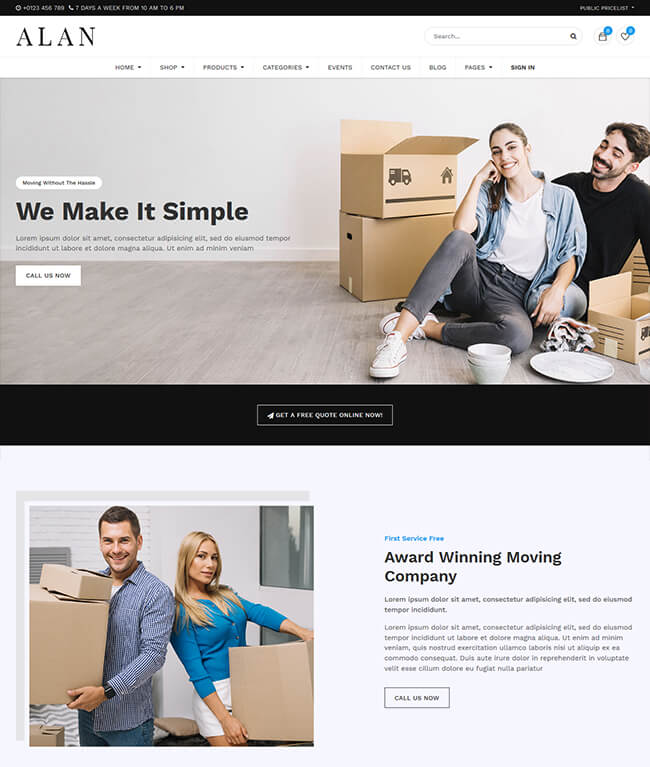 +0123 456 789 7 DAYS A WEEK FROM 10 AM TO 6 PM
PUBLIC PRICELIST
ALAN
Search...
0
0
HOME SHOP PRODUCTS CATEGORIES EVENTS CONTACT US BLOG PAGES SIGN IN
Moving Without The Hassle
We Make It Simple
Lorem ipsum dolor sit amet, consectetur adipisicing elit, sed do eiusmod tempor
incididunt ut labore et dolore magna aliqua. Ut enim ad minim veniam
CALL US NOW
GET A FREE QUOTE ONLINE NOW!
First Service Free
Award Winning Moving
Company
Lorem ipsum dolor sit amet, consectetur adipisicing elit, sed do eiusmod
tempor incididunt.
Lorem ipsum dolor sit amet, consectetur adipisicing elit, sed do eiusmod
tempor incididunt ut labore et dolore magna aliqua. Ut enim ad minim
veniam, quis nostrud exercitation ullamco laboris nisi ut aliquip ex ea
commodo consequat. Duis aute irure dolor in reprehenderit in voluptate
velit esse cillum dolore eu fugiat nulla pariatur
CALL US NOW